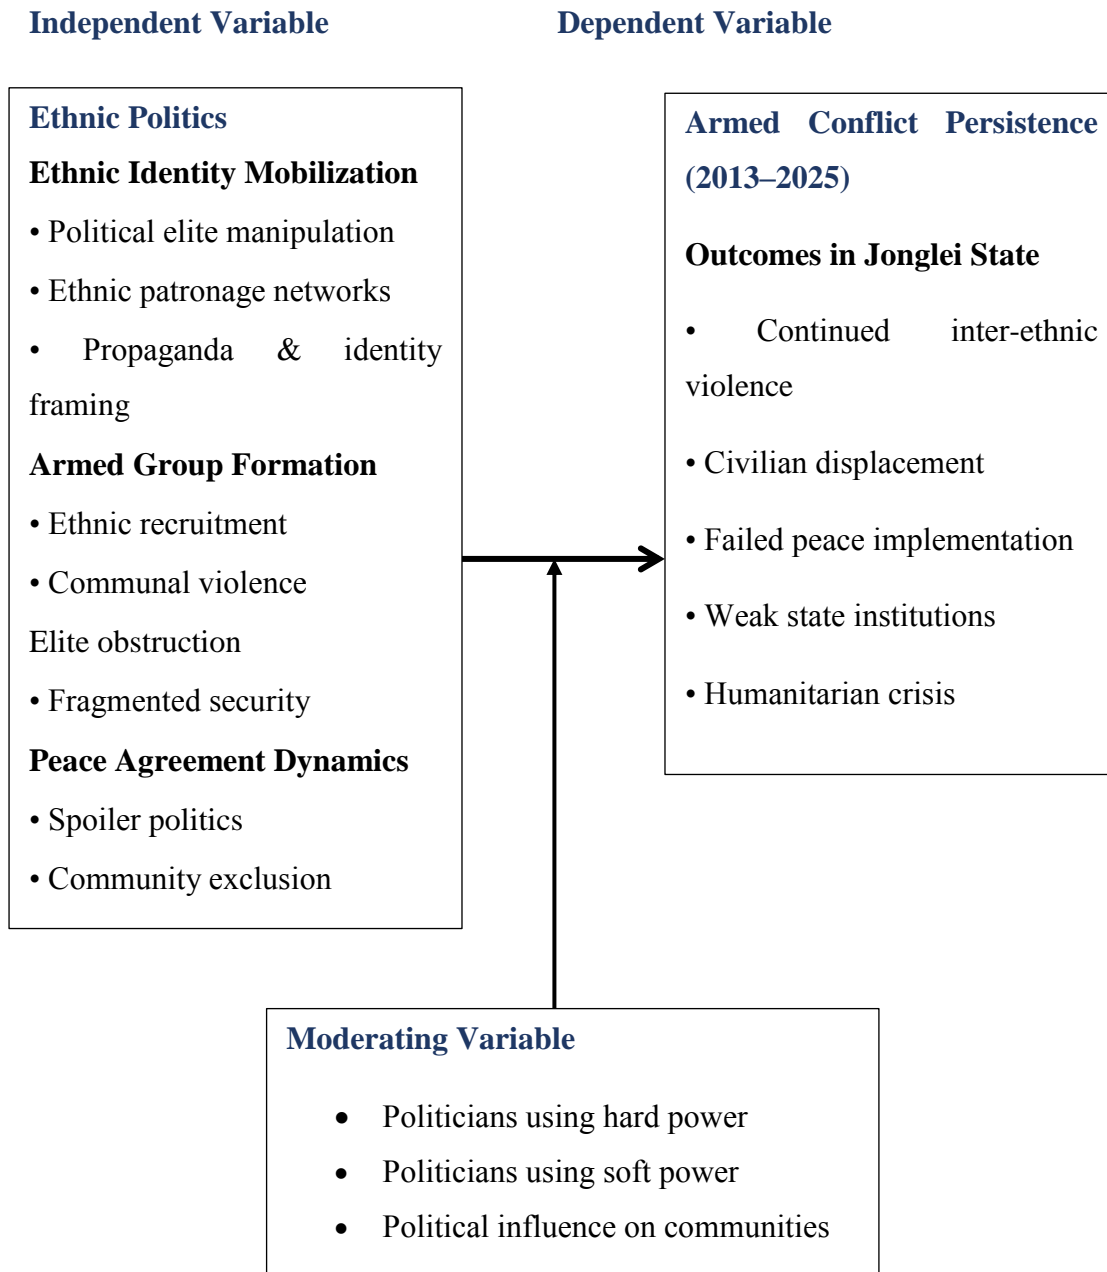 Independent Variable
Dependent Variable
Ethnic Politics
Ethnic Identity Mobilization
• Political elite manipulation
• Ethnic patronage networks
• Propaganda & identity
framing
Armed Group Formation
• Ethnic recruitment
• Communal violence
Elite obstruction
• Fragmented security
Peace Agreement Dynamics
• Spoiler politics
• Community exclusion
Armed Conflict Persistence
(2013–2025)
Outcomes in Jonglei State
• Continued inter-ethnic
violence
• Civilian displacement
• Failed peace implementation
• Weak state institutions
• Humanitarian crisis
Moderating Variable
• Politicians using hard power
• Politicians using soft power
• Political influence on communities